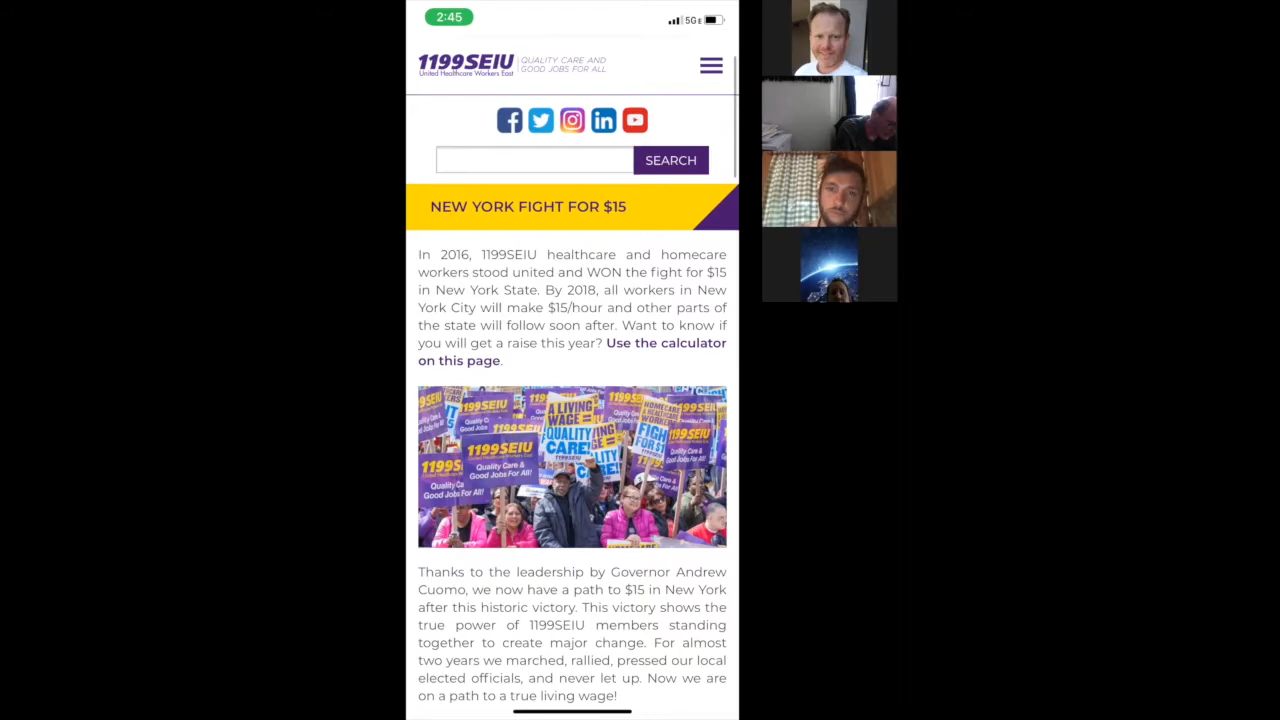 2:45
5GE
1199SEIU
United Healthcare Workers East
QUALITY CARE AND
GOOD JOBS FOR ALL
SEARCH
NEW YORK FIGHT FOR $15
In 2016, 1199SEIU healthcare and homecare
workers stood united and WON the fight for $15
in New York State. By 2018, all workers in New
York City will make $15/hour and other parts of
the state will follow soon after. Want to know if
you will get a raise this year? Use the calculator
on this page.
1199SEIU
Quality Care &
Good Jobs For All!
A LIVING
WAGE =
QUALITY
CARE!
1199SEIU
Thanks to the leadership by Governor Andrew
Cuomo, we now have a path to $15 in New York
after this historic victory. This victory shows the
true power of 1199SEIU members standing
together to create major change. For almost
two years we marched, rallied, pressed our local
elected officials, and never let up. Now we are
on a path to a true living wage!